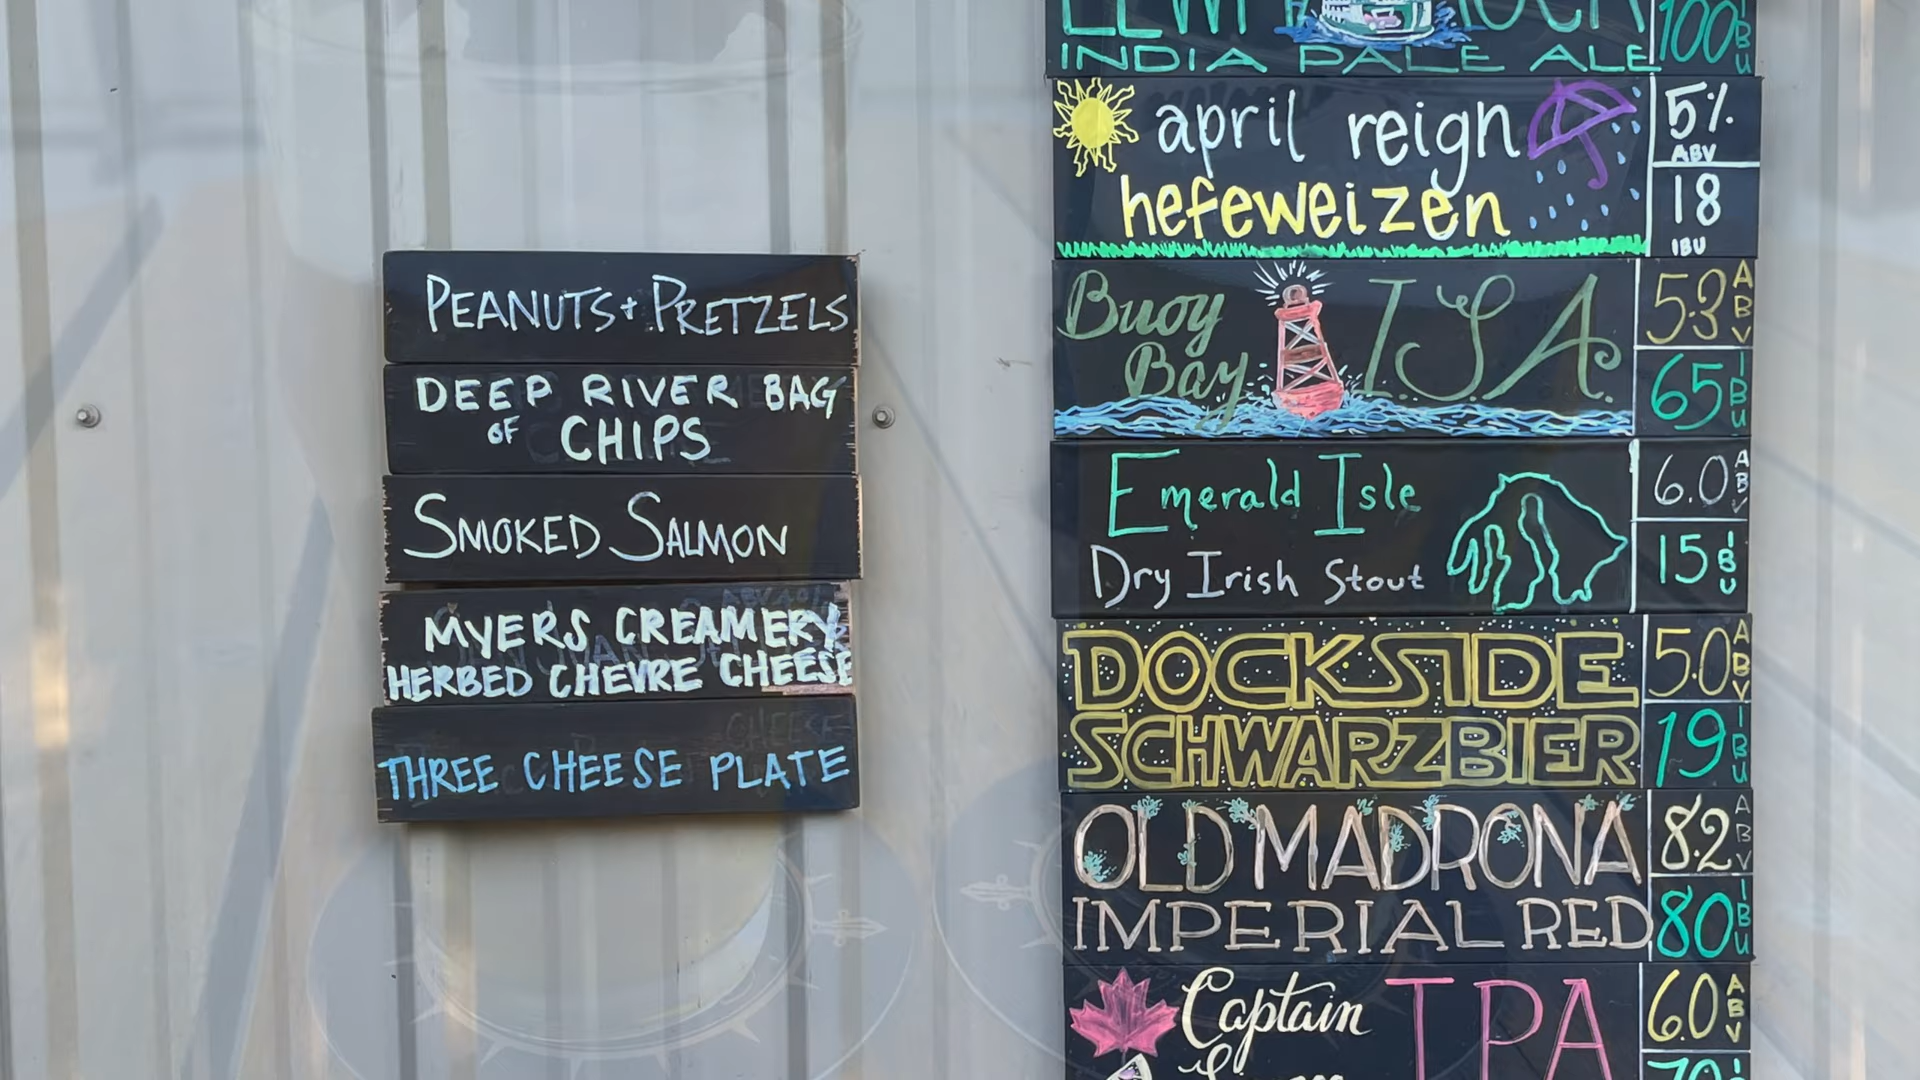 PEANUTS + PRETZELS
DEEP RIVER BAG
OF CHIPS
SMOKED SALMON
MYERS CREAMERY
HERBED CHEVRE CHEESE
CHEESE
THREE CHEESE PLATE
INDIA PALE ALE
100 IBU
april reign
hefeweizen
5%
ABV
18
IBU
Buoy
Bay
I.S.A.
5.3 ABV
65 IBU
Emerald Isle
Dry Irish Stout
6.0 ABV
15 IBU
DOCKSIDE
SCHWARZBIER
5.0 ABV
19 IBU
OLD MADRONA
IMPERIAL RED
8.2 ABV
80 IBU
Captain
IPA
6.0 ABV